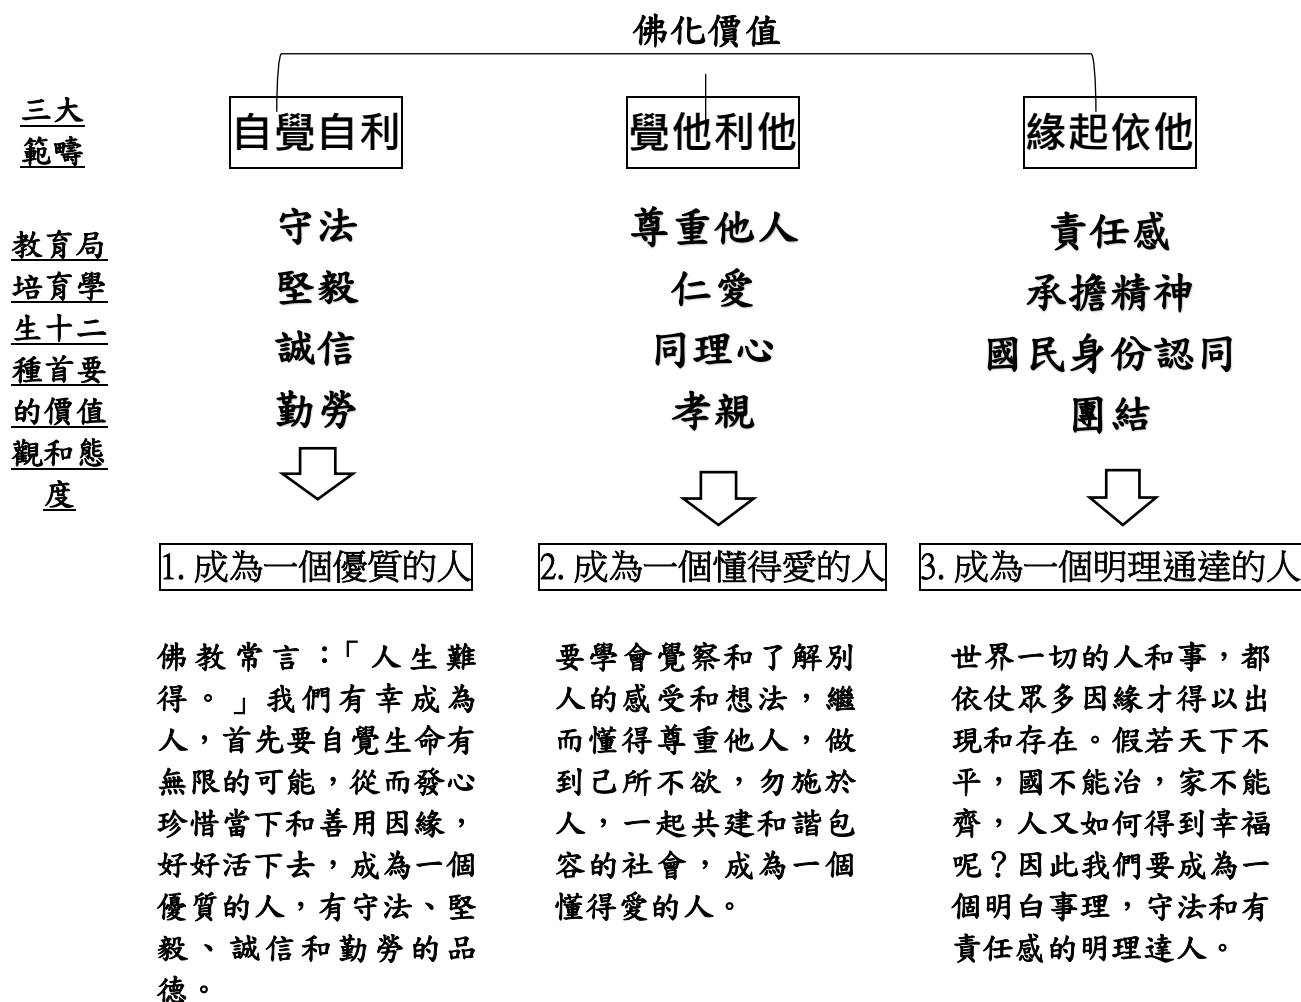 佛化價值
三大
範疇
自覺自利
覺他利他
緣起依他
教育局
培育學
生十二
種首要
的價值
觀和態
度
守法
堅毅
誠信
勤勞
尊重他人
仁愛
同理心
孝親
責任感
承擔精神
國民身份認同
團結
1. 成為一個優質的人
2. 成為一個懂得愛的人
3. 成為一個明理通達的人
佛教常言：「人生難
得。」我們有幸成為
人，首先要自覺生命有
無限的可能，從而發心
珍惜當下和善用因緣，
好好活下去，成為一個
優質的人，有守法、堅
毅、誠信和勤勞的品
德。
要學會覺察和了解別
人的感受和想法，繼
而懂得尊重他人，做
到己所不欲，勿施於
人，一起共建和諧包
容的社會，成為一個
懂得愛的人。
世界一切的人和事，都
依仗眾多因緣才得以出
現和存在。假若天下不
平，國不能治，家不能
齊，人又如何得到幸福
呢？因此我們要成為一
個明白事理，守法和有
責任感的明理達人。